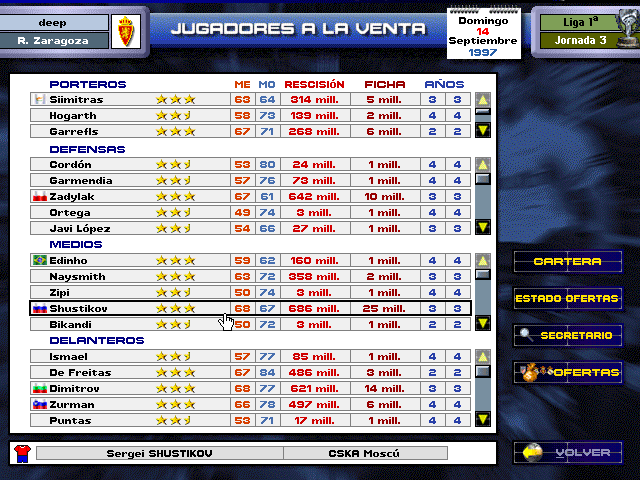 deep
R. Zaragoza
JUGADORES A LA VENTA
Domingo
14
Septiembre
1997
Liga 1ª
Jornada 3
PORTEROS ME MO RESCISIÓN FICHA AÑOS
Siimitras 63 64 314 mill. 5 mill. 3 3
Hogarth 58 73 139 mill. 2 mill. 4 4
Garrefls 67 71 268 mill. 6 mill. 2 2
DEFENSAS
Cordón 53 80 24 mill. 1 mill. 4 4
Garmendia 57 76 73 mill. 1 mill. 4 4
Zadylak 67 61 642 mill. 10 mill. 3 3
Ortega 49 74 3 mill. 1 mill. 4 4
Javi López 54 66 27 mill. 1 mill. 4 4
MEDIOS
Edinho 59 62 160 mill. 1 mill. 4 4
Naysmith 63 72 358 mill. 2 mill. 3 3
Zipi 50 74 3 mill. 1 mill. 4 4
Shustikov 68 67 686 mill. 25 mill. 3 3
Bikandi 50 72 3 mill. 1 mill. 2 2
DELANTEROS
Ismael 57 77 85 mill. 1 mill. 4 4
De Freitas 67 84 486 mill. 3 mill. 2 2
Dimitrov 68 77 621 mill. 14 mill. 3 3
Zurman 66 78 497 mill. 6 mill. 4 4
Puntas 53 71 17 mill. 1 mill. 4 4
CARTERA
ESTADO OFERTAS
SECRETARIO
OFERTAS
VOLVER
Sergei SHUSTIKOV CSKA Moscú